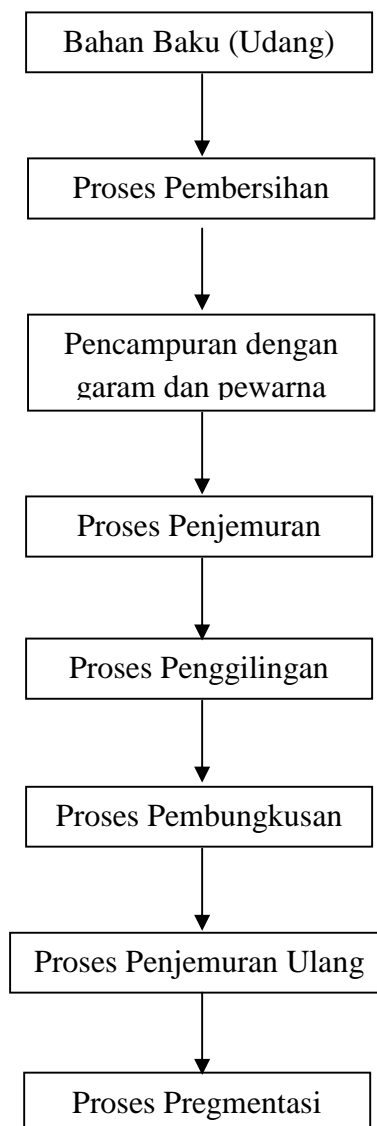 Bahan Baku (Udang)
Proses Pembersihan
Pencampuran dengan
garam dan pewarna
Proses Penjemuran
Proses Penggilingan
Proses Pembungkusan
Proses Penjemuran Ulang
Proses Pregmentasi